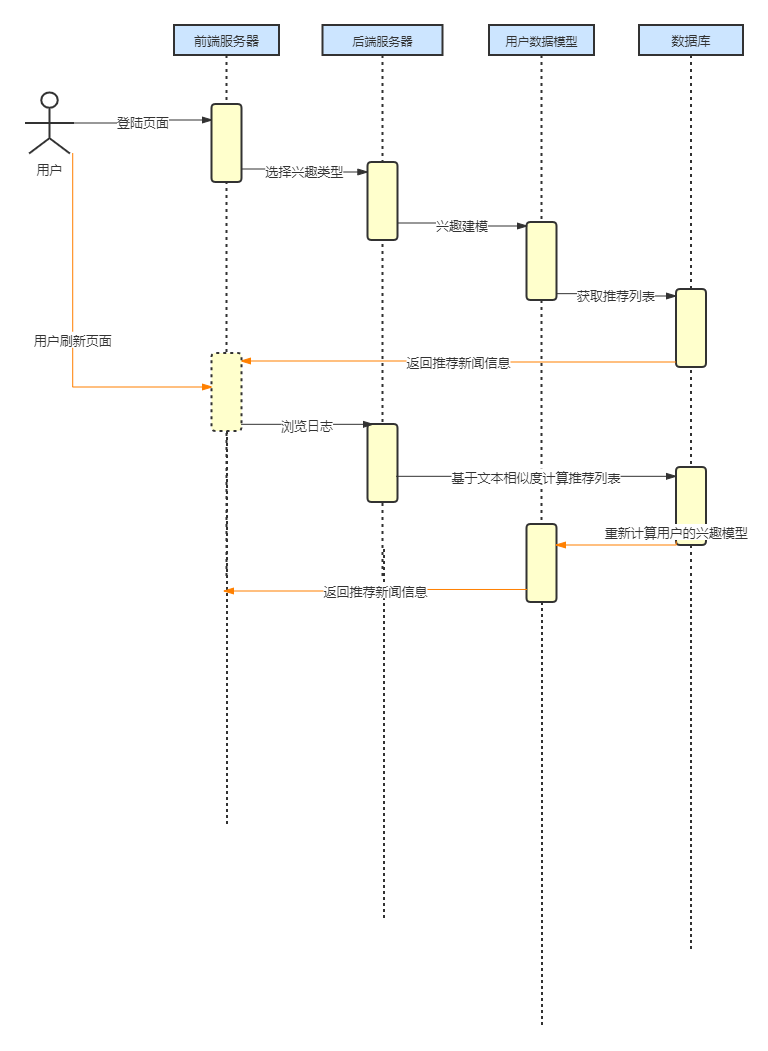 前端服务器
后端服务器
用户数据模型
数据库
登陆页面
用户
选择兴趣类型
兴趣建模
获取推荐列表
用户刷新页面
返回推荐新闻信息
浏览日志
基于文本相似度计算推荐列表
重新计算用户的兴趣模型
返回推荐新闻信息